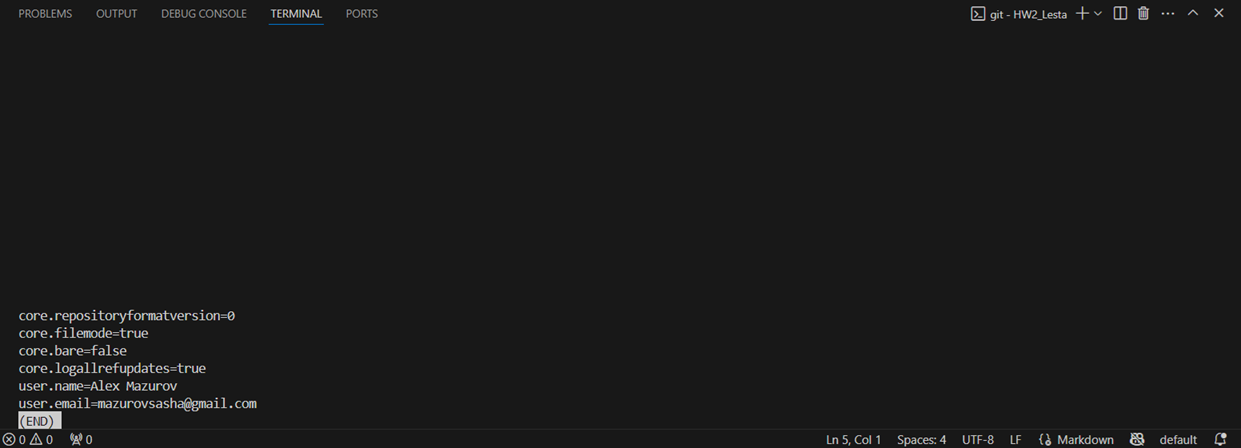 PROBLEMS OUTPUT DEBUG CONSOLE TERMINAL PORTS git - HW2_Lesta
core.repositoryformatversion=0
core.filemode=true
core.bare=false
core.logallrefupdates=true
user.name=Alex Mazurov
user.email=mazurovsasha@gmail.com
(END)
0 0 0 Ln 5, Col 1 Spaces: 4 UTF-8 LF Markdown default